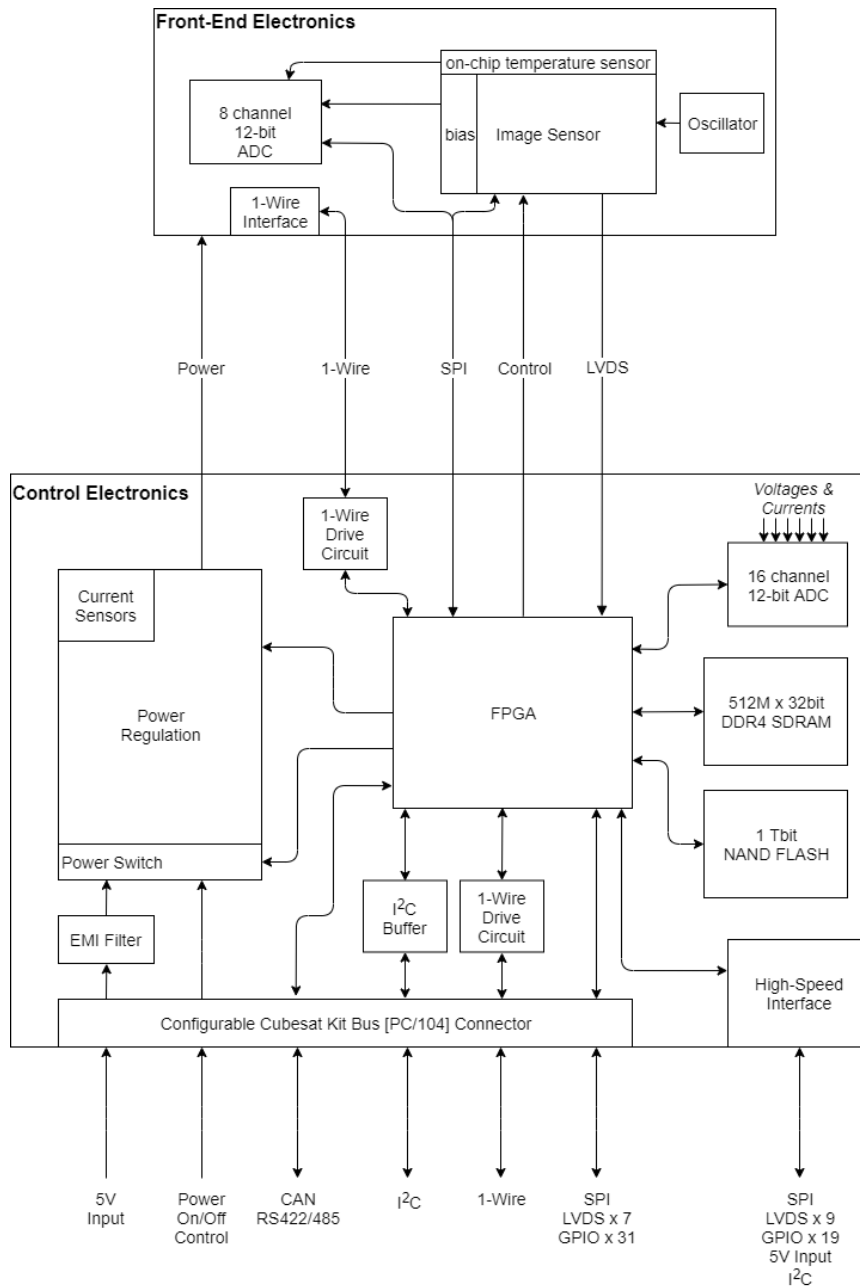 Front-End Electronics
on-chip temperature sensor
8 channel
12-bit
ADC
bias
Image Sensor
Oscillator
1-Wire
Interface
Power
1-Wire
SPI
Control
LVDS
Control Electronics
Voltages &
Currents
1-Wire
Drive
Circuit
16 channel
12-bit ADC
Current
Sensors
FPGA
512M x 32bit
DDR4 SDRAM
Power
Regulation
1 Tbit
NAND FLASH
Power Switch
I²C
Buffer
1-Wire
Drive
Circuit
EMI Filter
High-Speed
Interface
Configurable Cubesat Kit Bus [PC/104] Connector
5V
Input
Power
On/Off
Control
CAN
RS422/485
I²C
1-Wire
SPI
LVDS x 7
GPIO x 31
SPI
LVDS x 9
GPIO x 19
5V Input
I²C